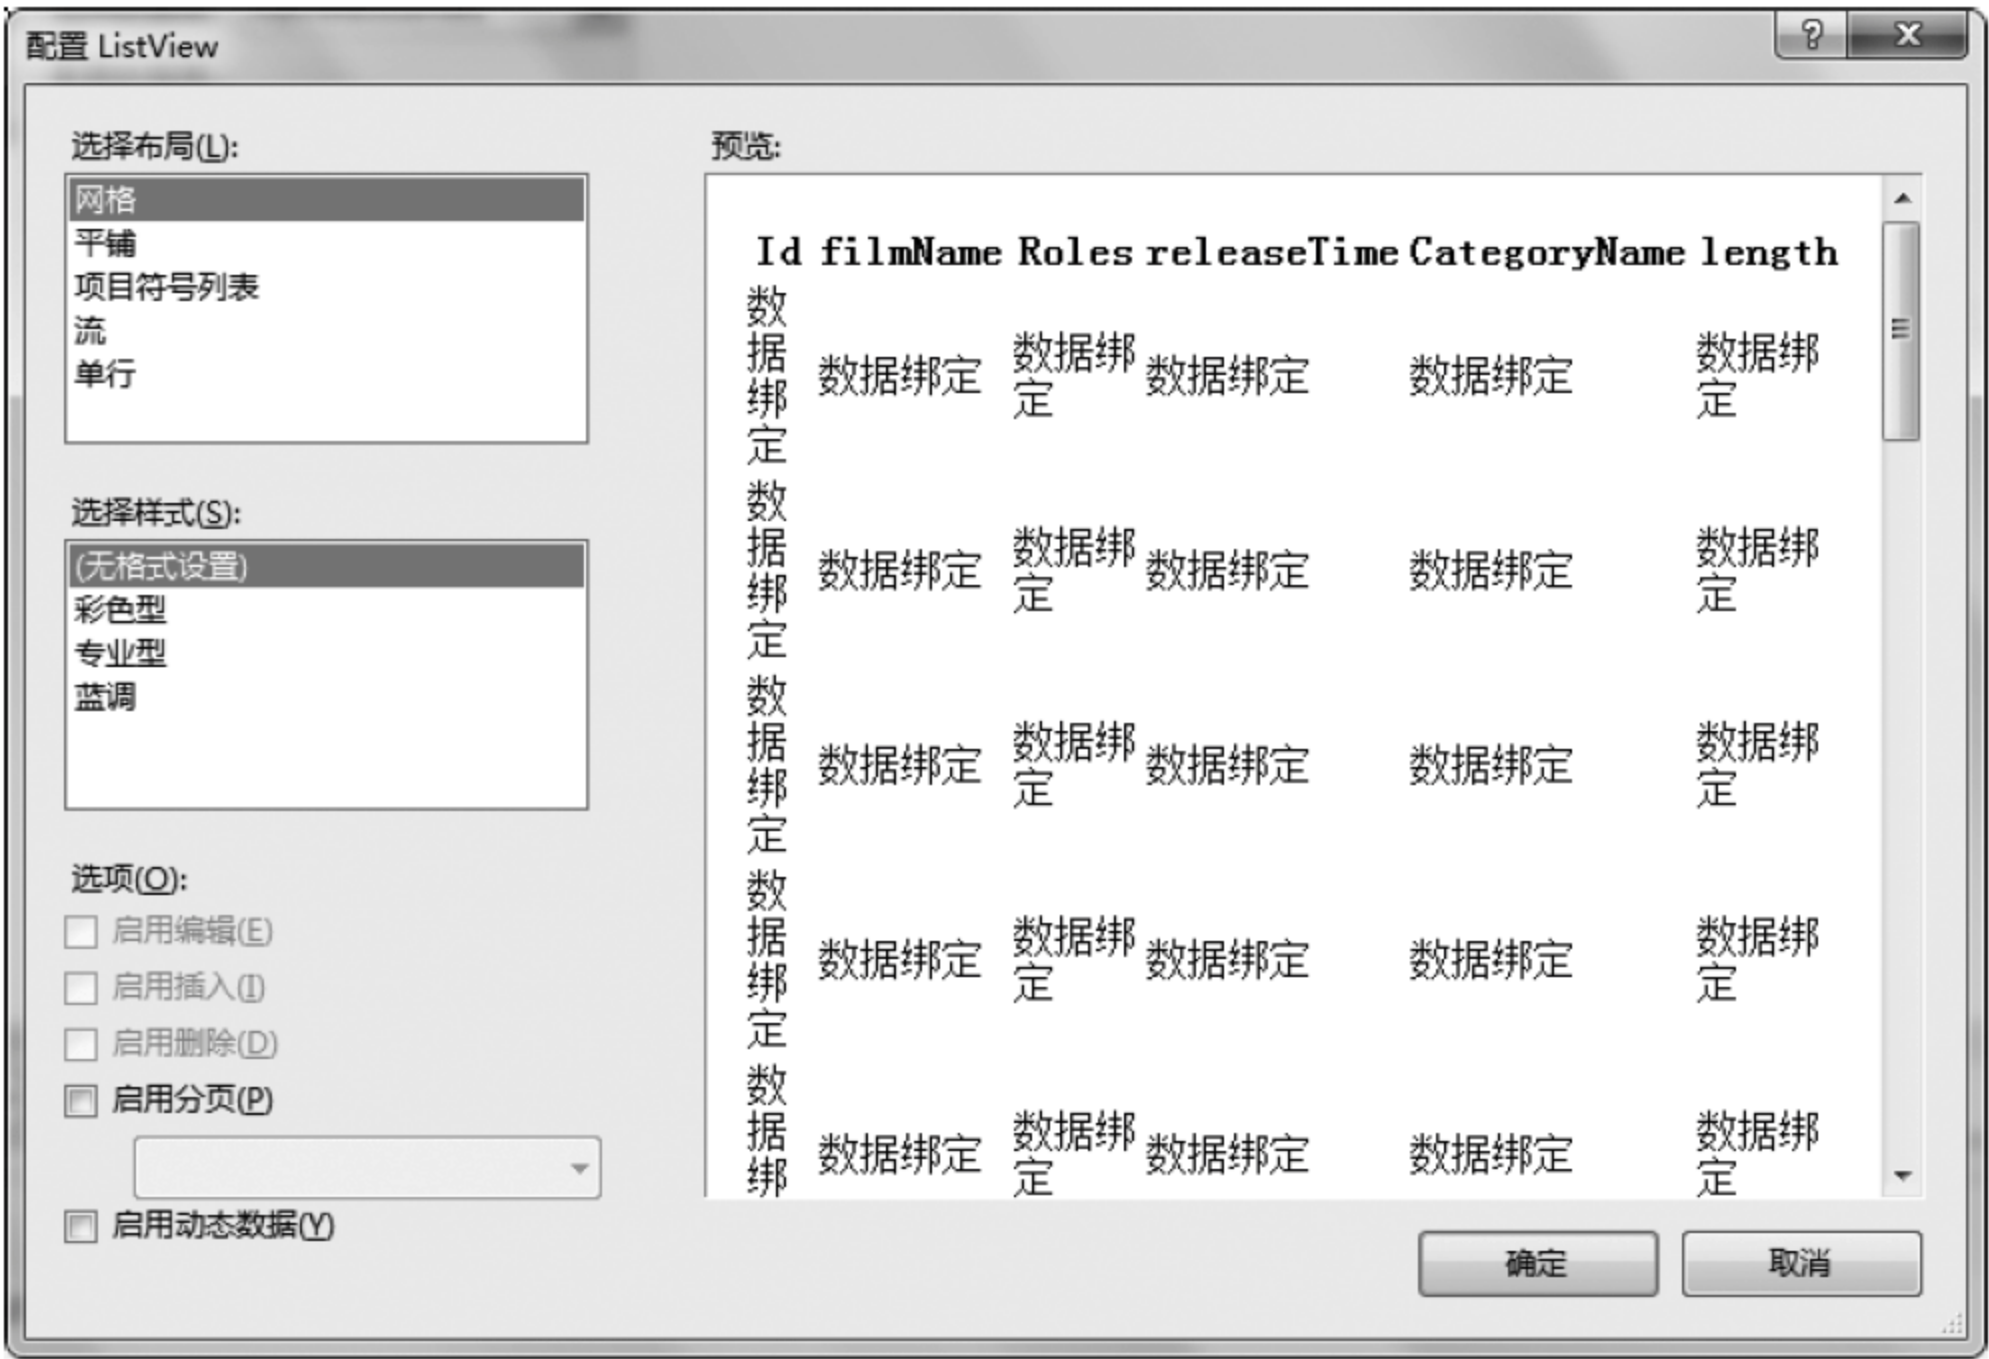 配置 ListView
选择布局(L):
网格
平铺
项目符号列表
流
单行
选择样式(S):
(无格式设置)
彩色型
专业型
蓝调
选项(O):
启用编辑(E)
启用插入(I)
启用删除(D)
启用分页(P)
启用动态数据(Y)
预览:
Id filmName Roles releaseTime CategoryName length
数据绑定 数据绑定 数据绑定 数据绑定 数据绑定 数据绑定
数据绑定 数据绑定 数据绑定 数据绑定 数据绑定 数据绑定
数据绑定 数据绑定 数据绑定 数据绑定 数据绑定 数据绑定
数据绑定 数据绑定 数据绑定 数据绑定 数据绑定 数据绑定
数据绑 数据绑定 数据绑定 数据绑定 数据绑定 数据绑定
确定 取消